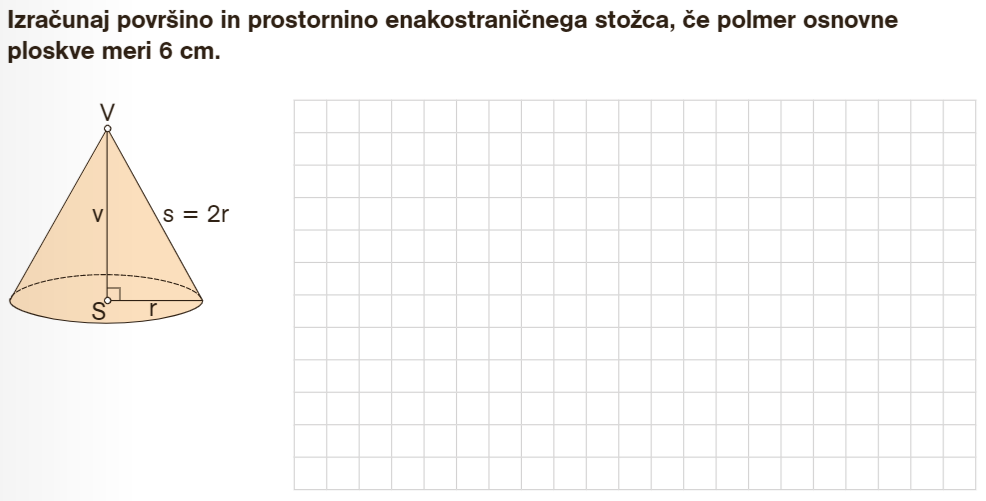 Izračunaj površino in prostornino enakostraničnega stožca, če polmer osnovne
ploskve meri 6 cm.
V
v
s = 2r
S
r